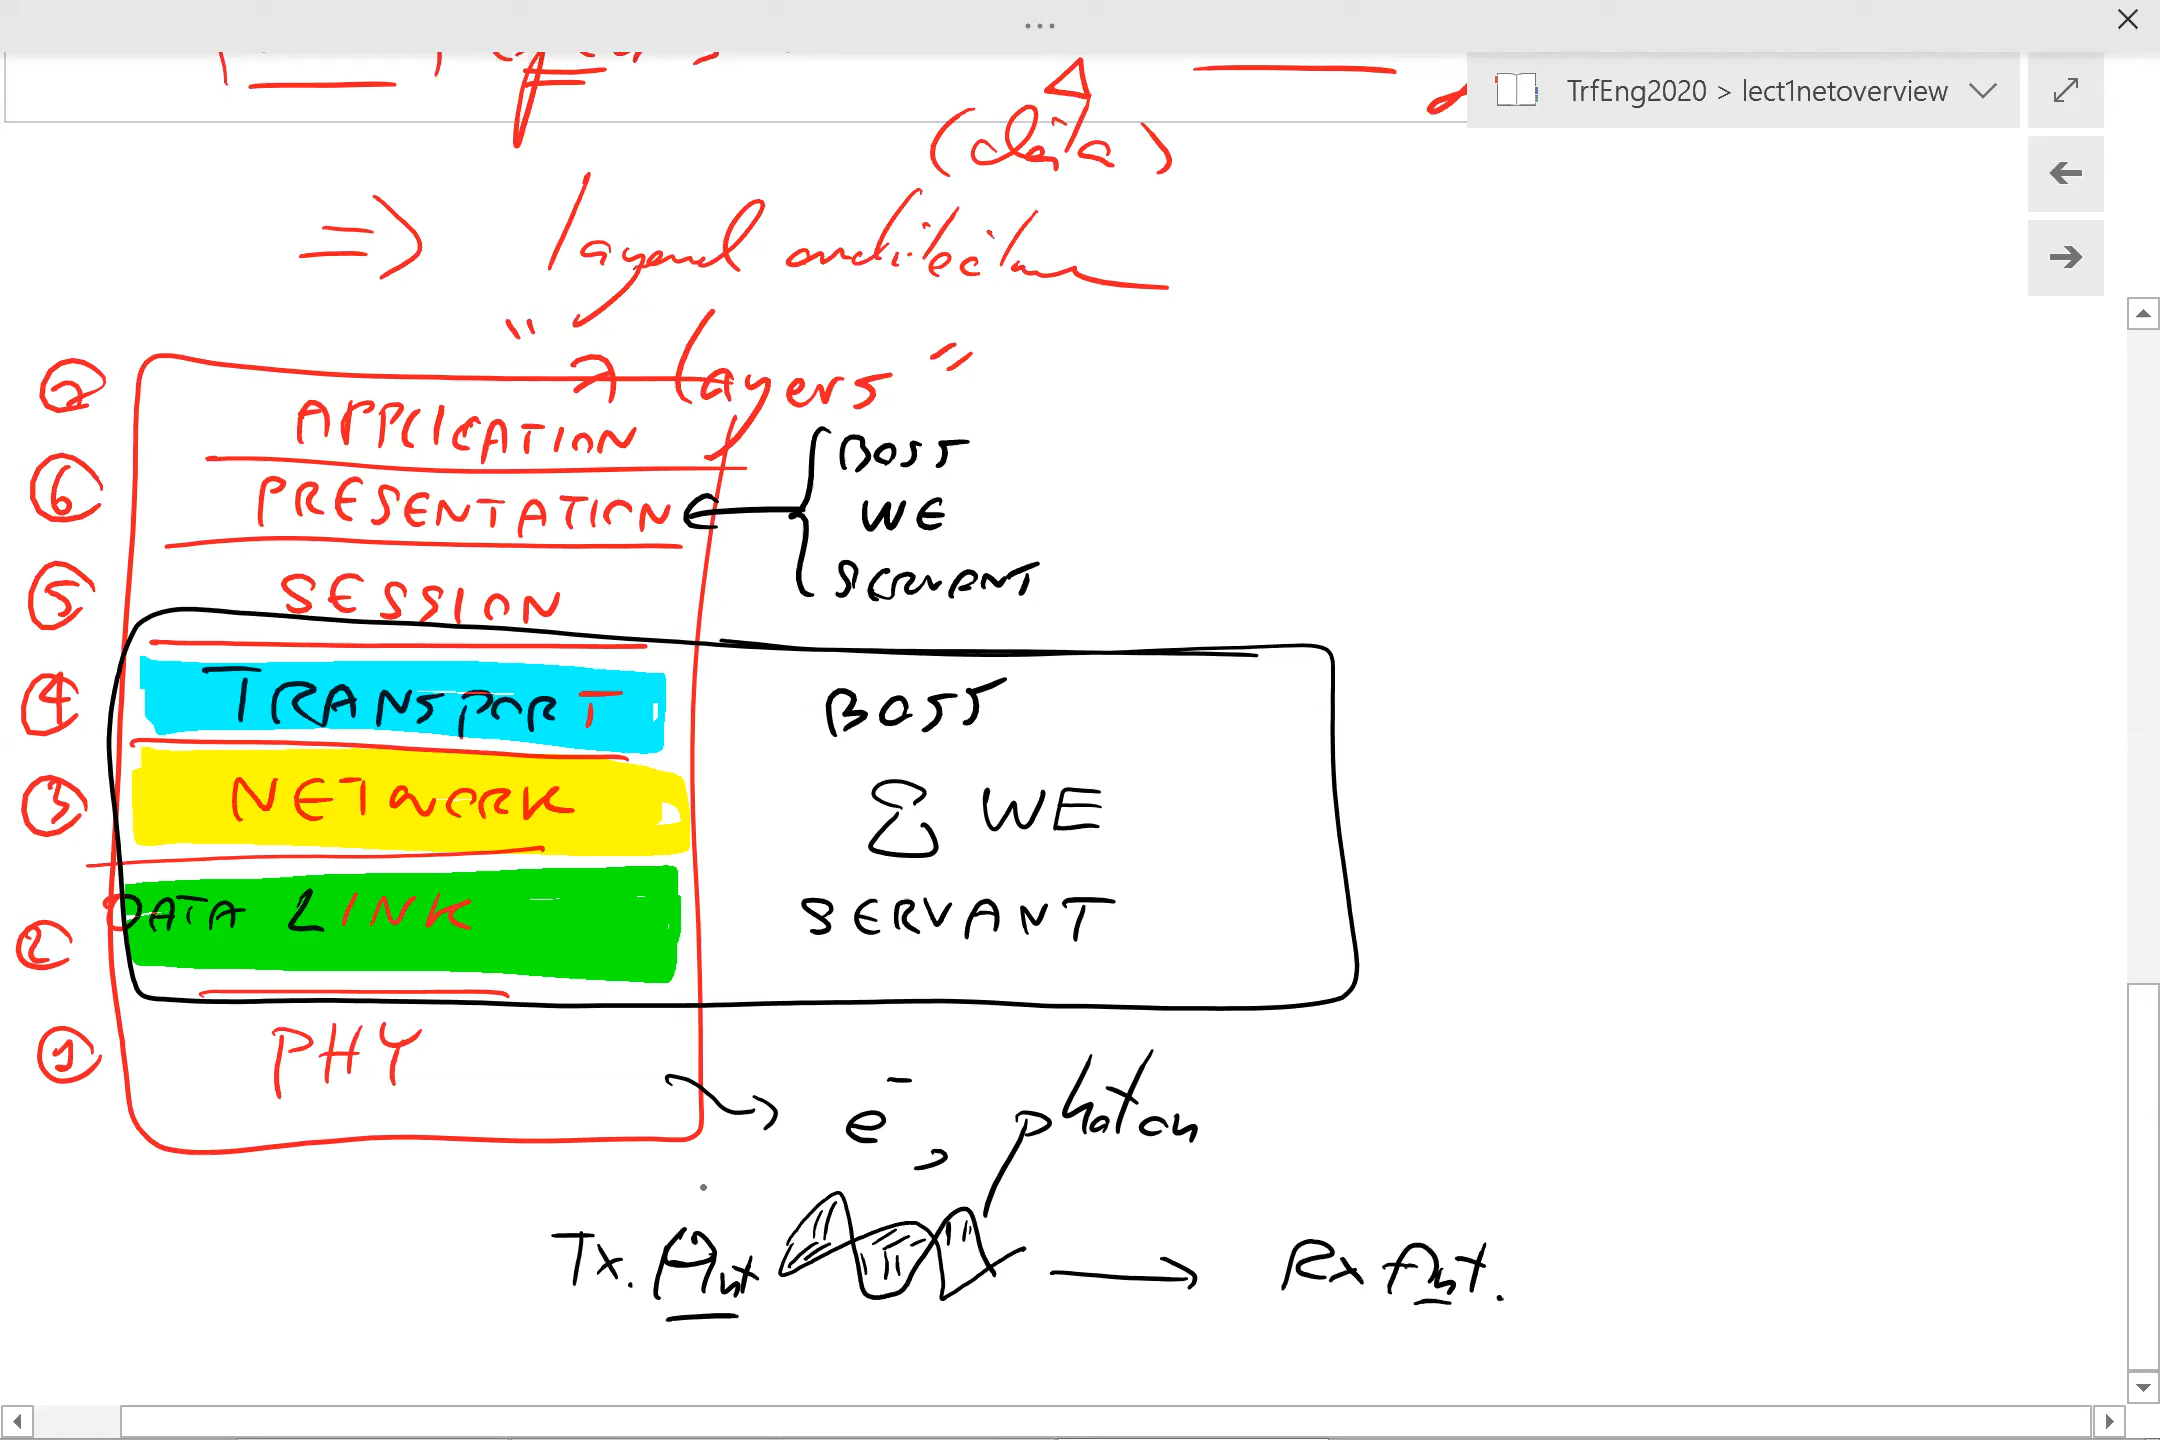 TrfEng2020 > lect1netoverview
(data)
=> layered architecture
" 7 layers "
7 APPLICATION
BOSS
6 PRESENTATION
WE
5 SESSION
SERVANT
4 TRANSPORT BOSS
3 NETWORK WE
2 DATA LINK SERVANT
1 PHY
e⁻, photon
Tx. Ant
Rx Ant.